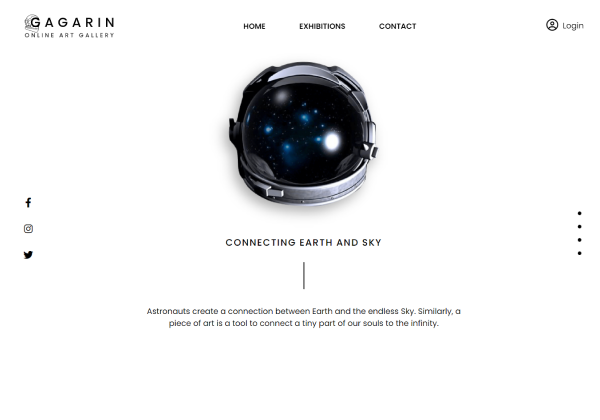 GAGARIN
ONLINE ART GALLERY
HOME
EXHIBITIONS
CONTACT
Login
CONNECTING EARTH AND SKY
Astronauts create a connection between Earth and the endless Sky. Similarly, a
piece of art is a tool to connect a tiny part of our souls to the infinity.